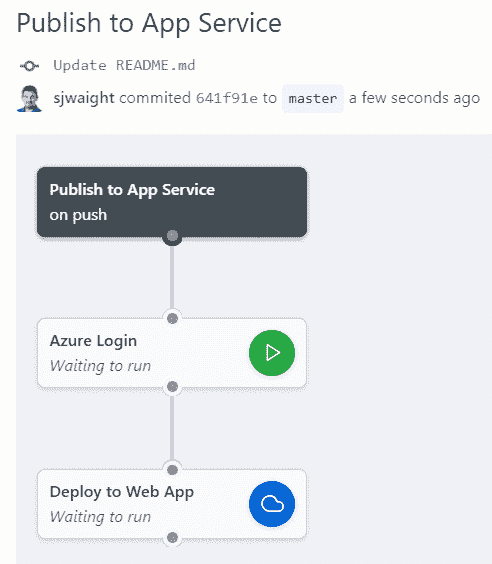 Publish to App Service
Update README.md
sjwaight commited 641f91e to master a few seconds ago
Publish to App Service
on push
Azure Login
Waiting to run
Deploy to Web App
Waiting to run